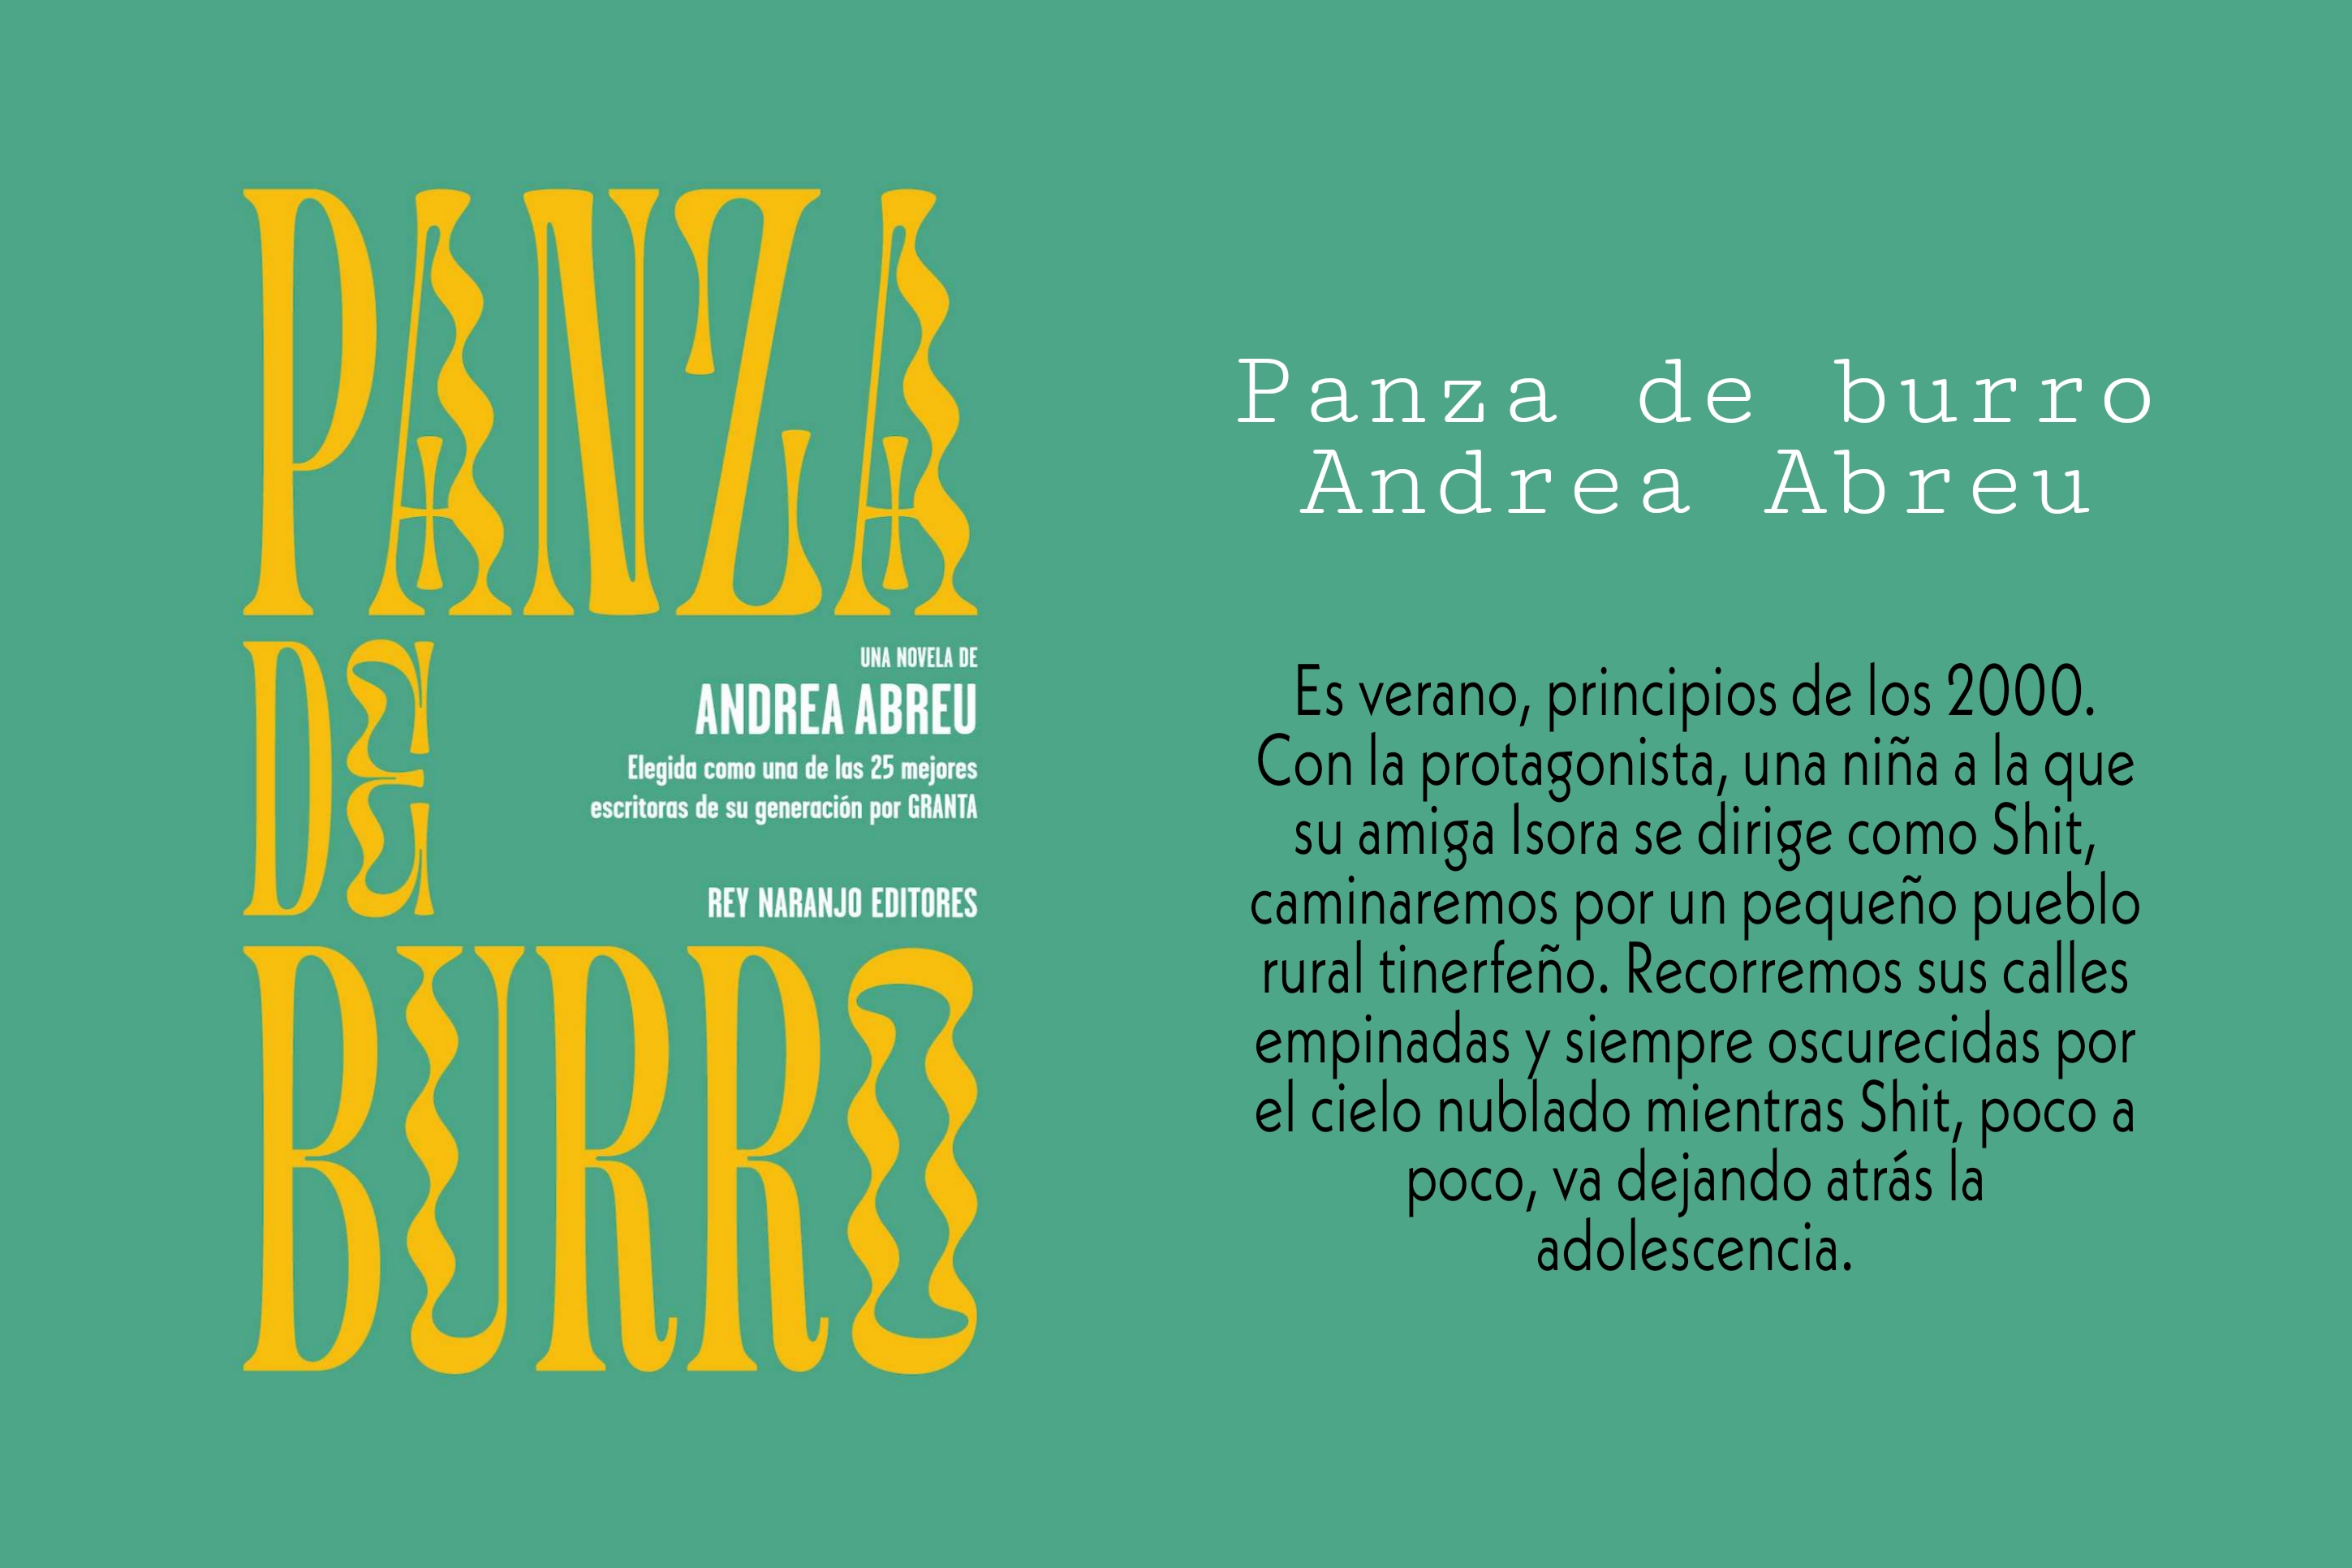 PANZA
DE
UNA NOVELA DE
ANDREA ABREU
Elegida como una de las 25 mejores
escritoras de su generación por GRANTA
REY NARANJO EDITORES
BURRO
Panza de burro
Andrea Abreu
Es verano, principios de los 2000.
Con la protagonista, una niña a la que
su amiga Isora se dirige como Shit,
caminaremos por un pequeño pueblo
rural tinerfeño. Recorremos sus calles
empinadas y siempre oscurecidas por
el cielo nublado mientras Shit, poco a
poco, va dejando atrás la
adolescencia.